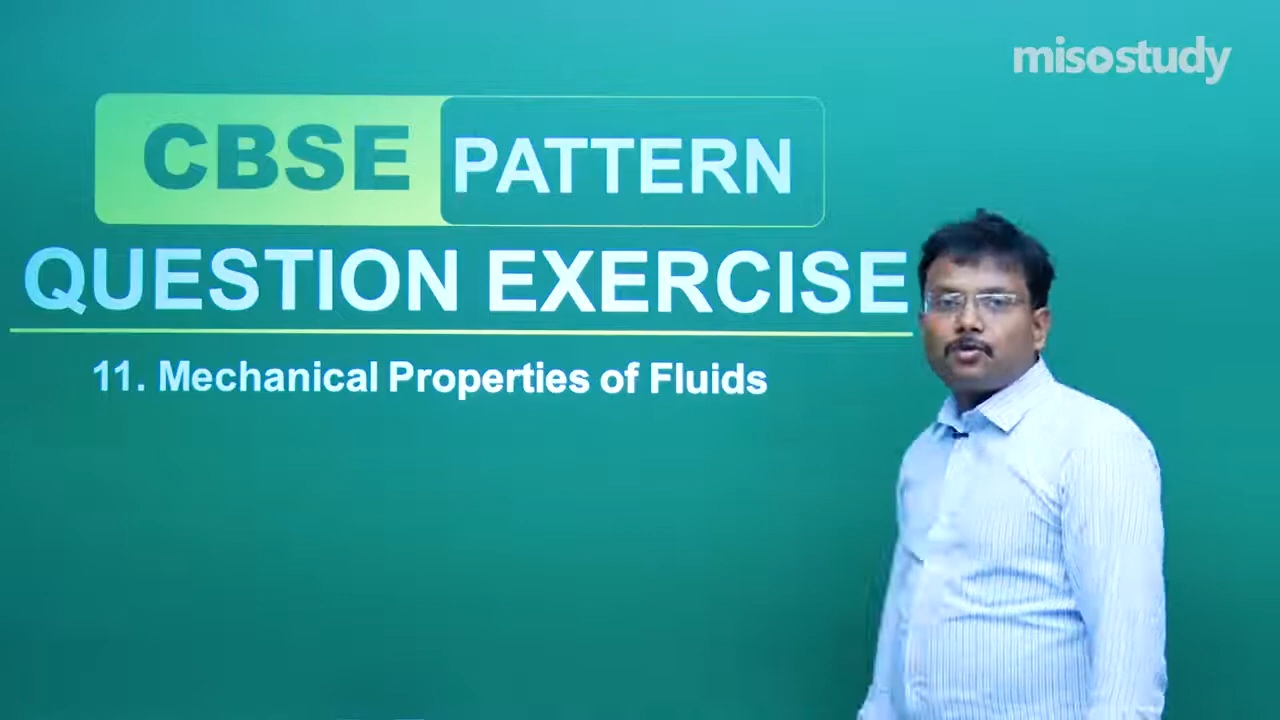 misostudy
CBSE PATTERN
QUESTION EXERCISE
11. Mechanical Properties of Fluids